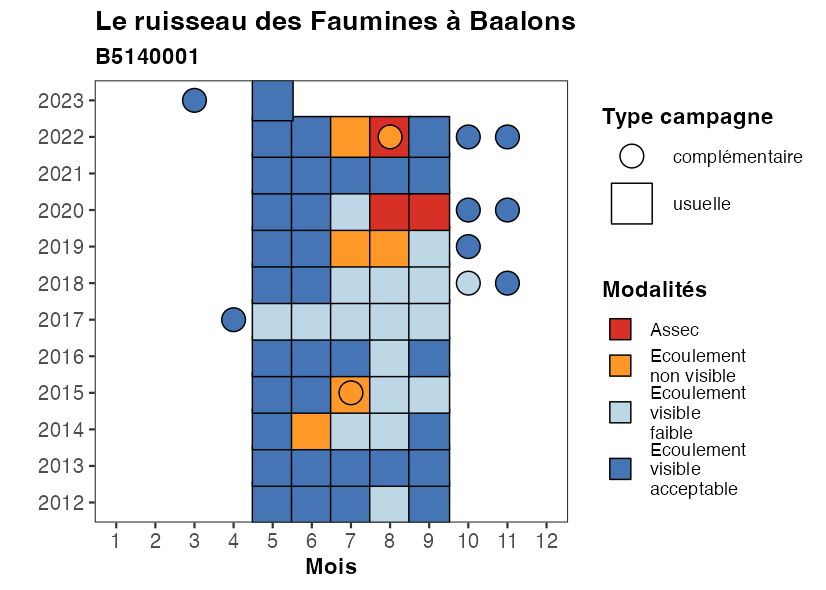 Le ruisseau des Faumines à Baalons
B5140001
2023
2022
2021
2020
2019
2018
2017
2016
2015
2014
2013
2012
1 2 3 4 5 6 7 8 9 10 11 12
Mois
Type campagne
complémentaire
usuelle
Modalités
Assec
Ecoulement
non visible
Ecoulement
visible
faible
Ecoulement
visible
acceptable